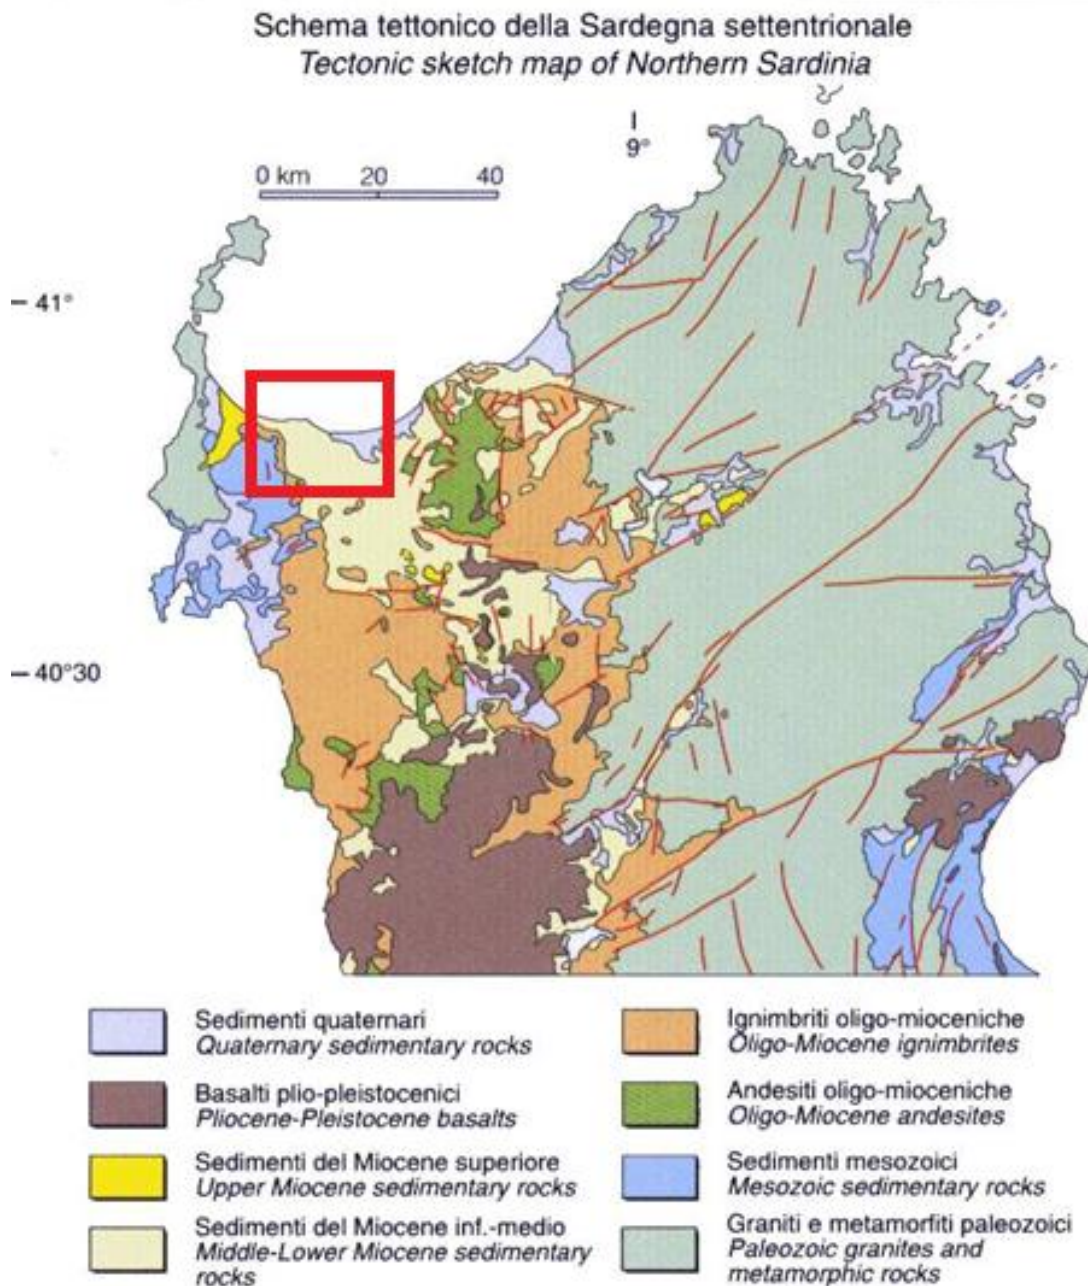 Schema tettonico della Sardegna settentrionale
Tectonic sketch map of Northern Sardinia
9°
0 km 20 40
41°
40°30
Sedimenti quaternari
Quaternary sedimentary rocks
Basalti plio-pleistocenici
Pliocene-Pleistocene basalts
Sedimenti del Miocene superiore
Upper Miocene sedimentary rocks
Sedimenti del Miocene inf.-medio
Middle-Lower Miocene sedimentary
rocks
Ignimbriti oligo-mioceniche
Oligo-Miocene ignimbrites
Andesiti oligo-mioceniche
Oligo-Miocene andesites
Sedimenti mesozoici
Mesozoic sedimentary rocks
Graniti e metamorfiti paleozoici
Paleozoic granites and
metamorphic rocks